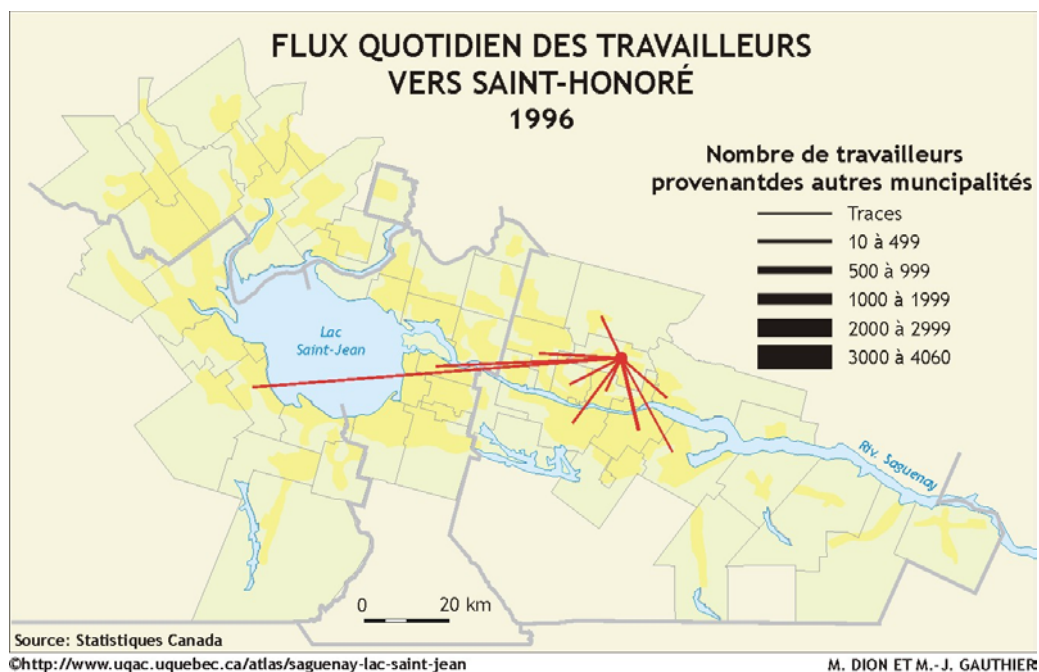 FLUX QUOTIDIEN DES TRAVAILLEURS
VERS SAINT-HONORÉ
1996
Nombre de travailleurs
provenantdes autres muncipalités
Traces
10 à 499
500 à 999
1000 à 1999
2000 à 2999
3000 à 4060
Lac
Saint-Jean
Riv. Saguenay
0 20 km
Source: Statistiques Canada
©http://www.uqac.uquebec.ca/atlas/saguenay-lac-saint-jean
M. DION ET M.-J. GAUTHIER